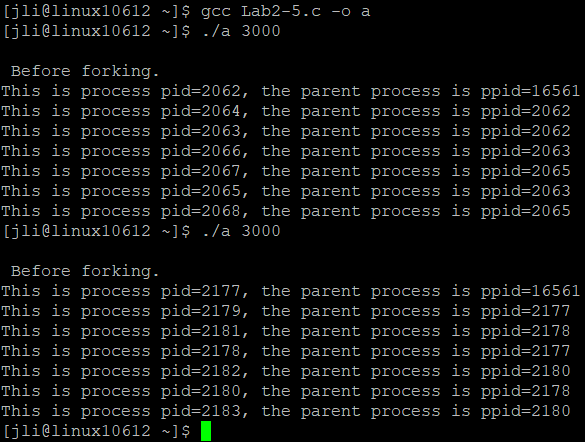 [jli@linux10612 ~]$ gcc Lab2-5.c -o a
[jli@linux10612 ~]$ ./a 3000
Before forking.
This is process pid=2062, the parent process is ppid=16561
This is process pid=2064, the parent process is ppid=2062
This is process pid=2063, the parent process is ppid=2062
This is process pid=2066, the parent process is ppid=2063
This is process pid=2067, the parent process is ppid=2065
This is process pid=2065, the parent process is ppid=2063
This is process pid=2068, the parent process is ppid=2065
[jli@linux10612 ~]$ ./a 3000
Before forking.
This is process pid=2177, the parent process is ppid=16561
This is process pid=2179, the parent process is ppid=2177
This is process pid=2181, the parent process is ppid=2178
This is process pid=2178, the parent process is ppid=2177
This is process pid=2182, the parent process is ppid=2180
This is process pid=2180, the parent process is ppid=2178
This is process pid=2183, the parent process is ppid=2180
[jli@linux10612 ~]$